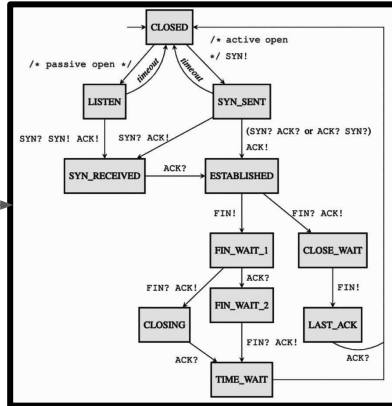 CLOSED
/* passive open */
timeout
timeout
/* active open
*/ SYN!
LISTEN
SYN_SENT
SYN? SYN! ACK!
SYN? ACK!
(SYN? ACK? or ACK? SYN?)
ACK!
SYN_RECEIVED
ACK?
ESTABLISHED
FIN!
FIN? ACK!
FIN_WAIT_1
CLOSE_WAIT
FIN? ACK!
ACK?
FIN!
FIN_WAIT_2
CLOSING
LAST_ACK
FIN? ACK!
ACK?
ACK?
TIME_WAIT